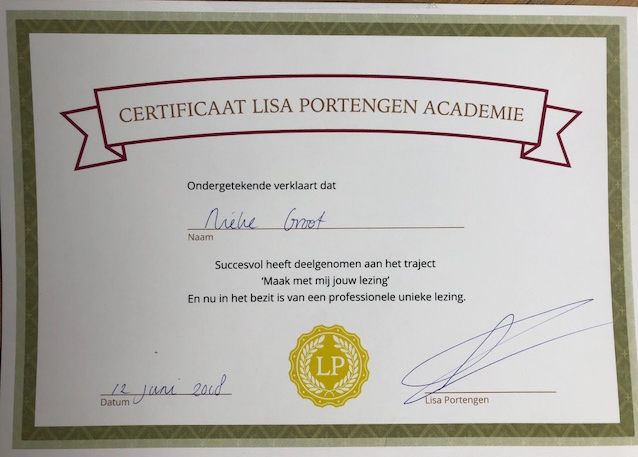 CERTIFICAAT LISA PORTENGEN ACADEMIE
Ondergetekende verklaart dat
Nieke Groot
Naam
Succesvol heeft deelgenomen aan het traject
‘Maak met mij jouw lezing’
En nu in het bezit is van een professionele unieke lezing.
LP
12 juni 2018
Datum
Lisa Portengen